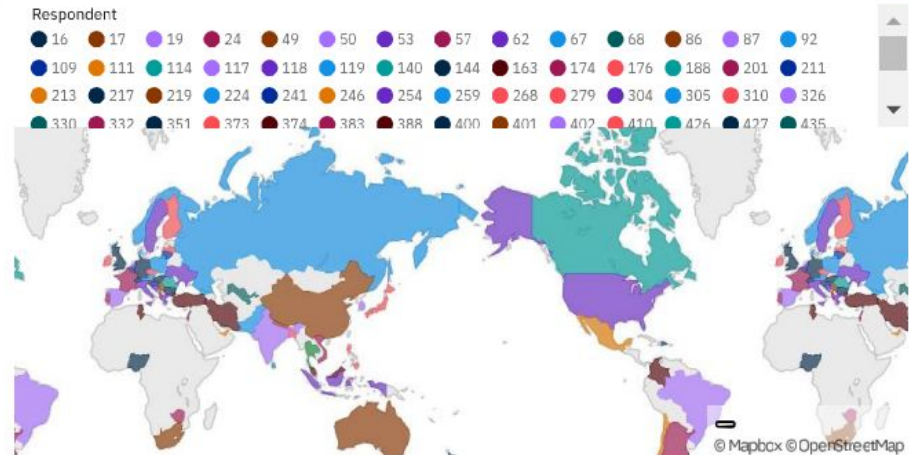 Respondent
16 17 19 24 49 50 53 57 62 67 68 86 87 92
109 111 114 117 118 119 140 144 163 174 176 188 201 211
213 217 219 224 241 246 254 259 268 279 304 305 310 326
330 332 351 373 374 383 388 400 401 402 410 426 427 435
© Mapbox © OpenStreetMap